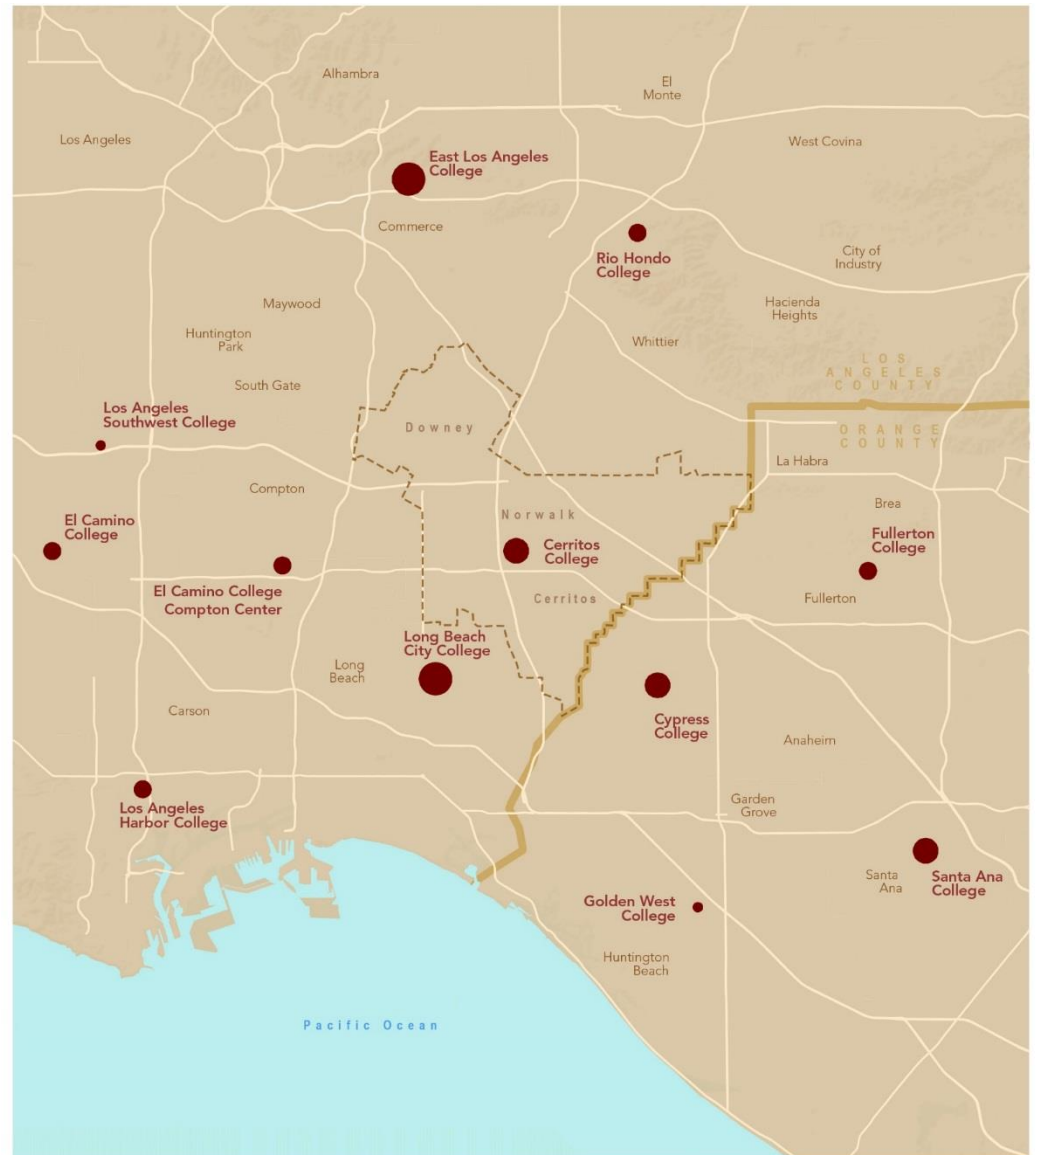 Alhambra
El
Monte
Los Angeles
West Covina
East Los Angeles
College
Commerce
Rio Hondo
College
City of
Industry
Maywood
Hacienda
Heights
Huntington
Park
Whittier
LOS
ANGELES
COUNTY
South Gate
Los Angeles
Southwest College
Downey
ORANGE
COUNTY
La Habra
Compton
Brea
El Camino
College
Norwalk
Fullerton
College
Cerritos
College
El Camino College
Compton Center
Cerritos
Fullerton
Long Beach
City College
Long
Beach
Carson
Cypress
College
Anaheim
Los Angeles
Harbor College
Garden
Grove
Santa
Ana
Santa Ana
College
Golden West
College
Huntington
Beach
Pacific Ocean